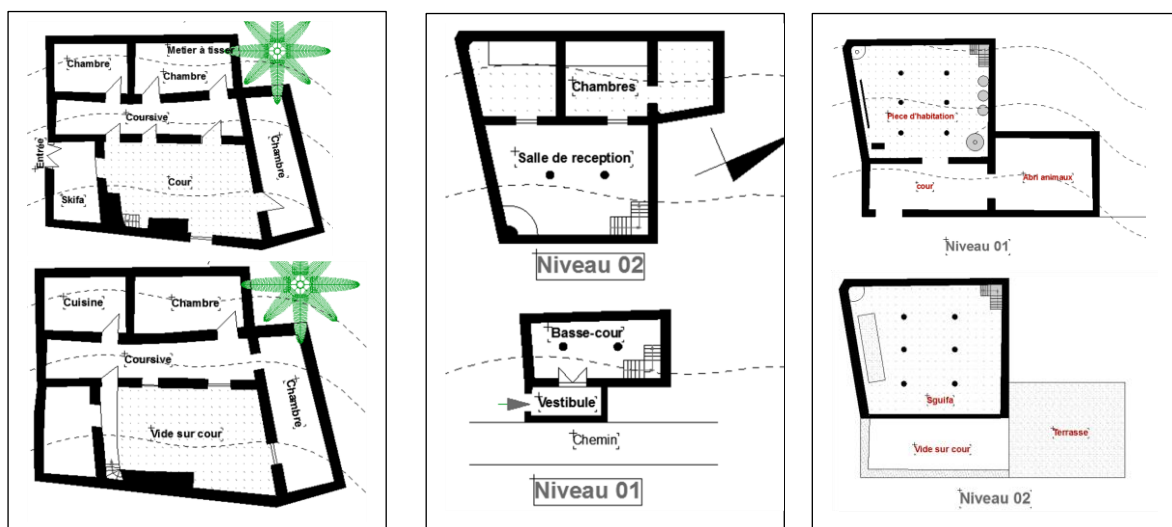 Metier à tisser
Chambre
Chambre
Coursive
Entrée
Chambre
Cour
Skifa
Cuisine
Chambre
Coursive
Chambre
Vide sur cour
Chambres
Salle de reception
Niveau 02
Basse-cour
Vestibule
Chemin
Niveau 01
Piece d'habitation
Abri animaux
cour
Niveau 01
Sguifa
Terrasse
Vide sur cour
Niveau 02